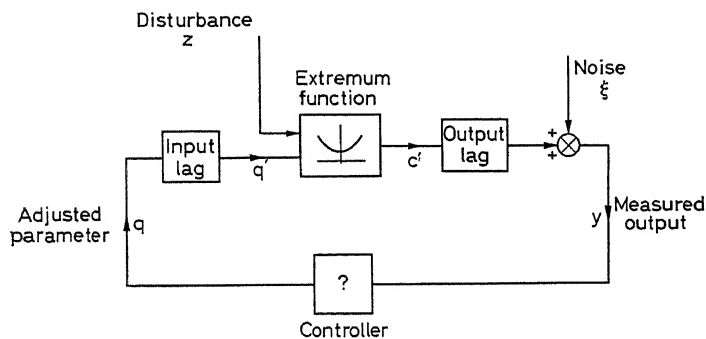 Disturbance
z
Extremum
function
Noise
ξ
Input
lag
q'
c'
Output
lag
+
+
Adjusted
parameter
q
y
Measured
output
?
Controller